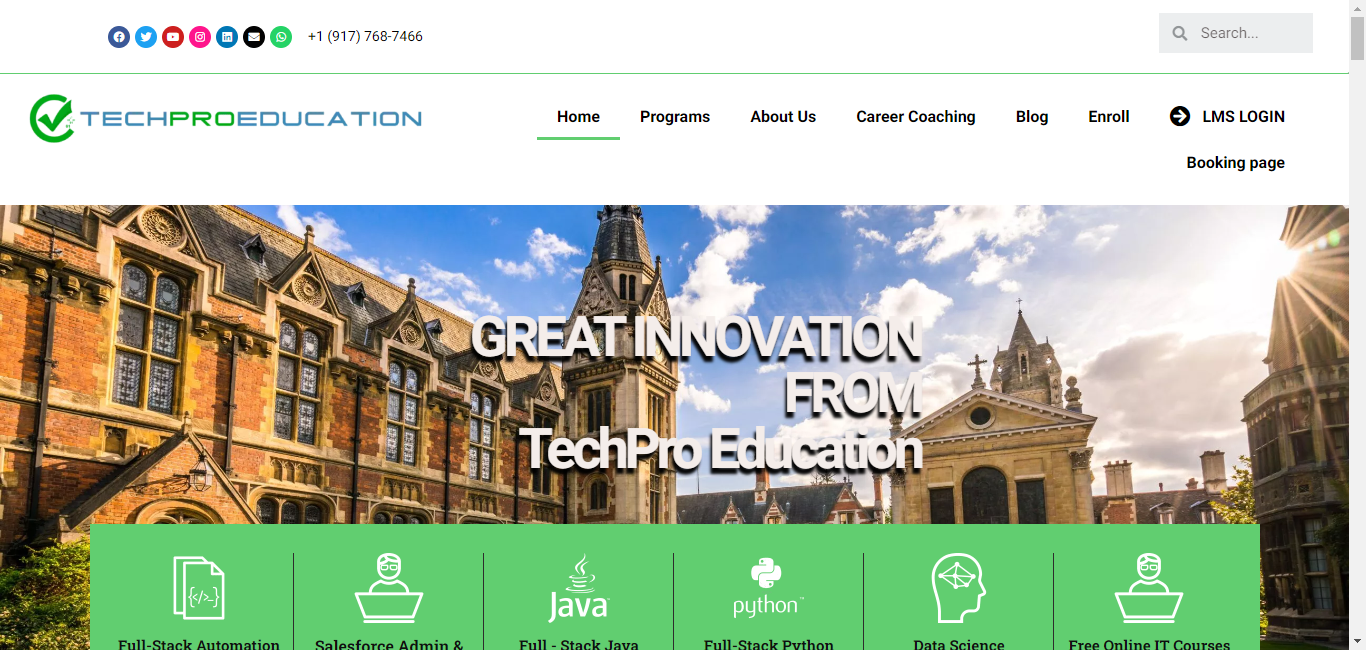 +1 (917) 768-7466
Search...
TECHPROEDUCATION
Home
Programs
About Us
Career Coaching
Blog
Enroll
LMS LOGIN
Booking page
GREAT INNOVATION
FROM
TechPro Education
</>_
Java™
python™
Full-Stack Automation
Salesforce Admin &
Full - Stack Java
Full-Stack Python
Data Science
Free Online IT Courses